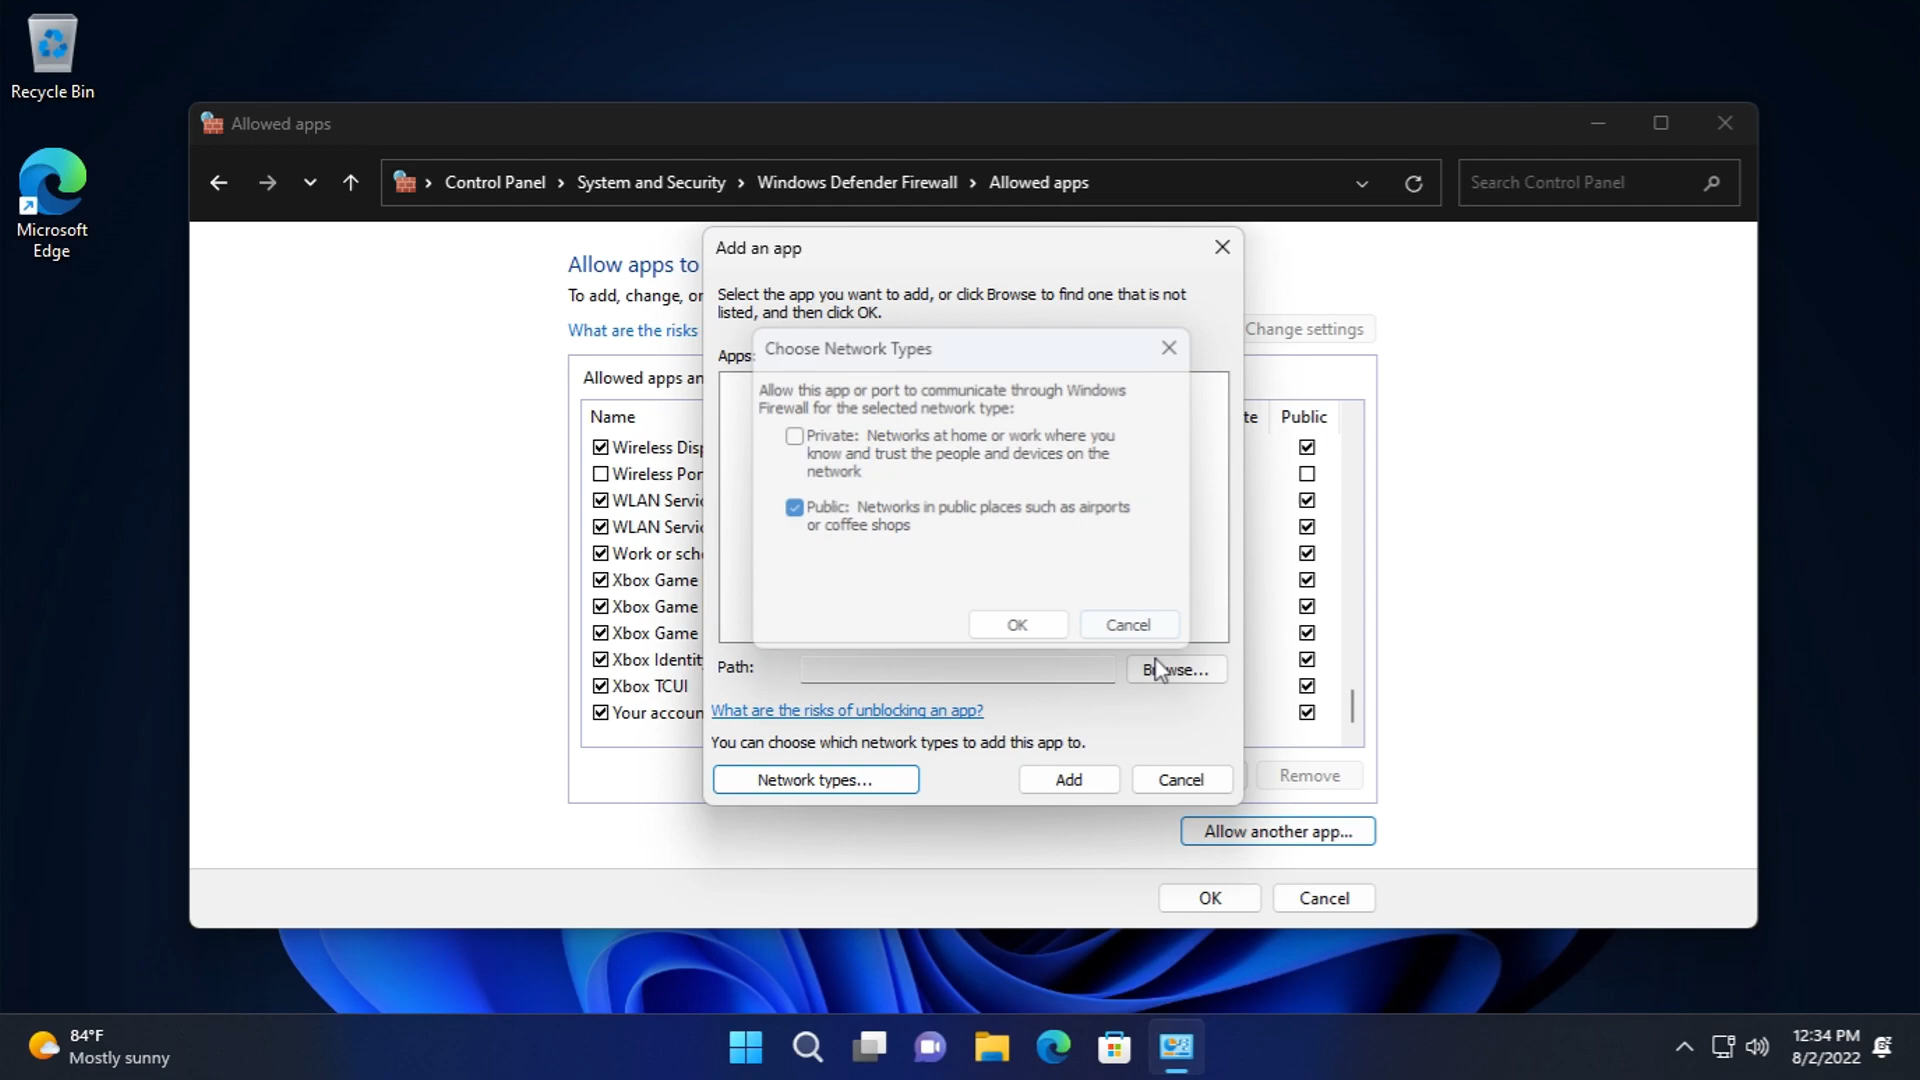 Recycle Bin
Microsoft
Edge
Allowed apps
Control Panel
System and Security
Windows Defender Firewall
Allowed apps
Search Control Panel
Allow apps to
To add, change, or
What are the risks
Change settings
Allowed apps an
Name
te
Public
Wireless Disp
Wireless Por
WLAN Servic
WLAN Servic
Work or scho
Xbox Game
Xbox Game
Xbox Game
Xbox Identity
Xbox TCUI
Your accoun
Remove
Allow another app...
OK
Cancel
Add an app
Select the app you want to add, or click Browse to find one that is not
listed, and then click OK.
Apps:
Choose Network Types
Allow this app or port to communicate through Windows
Firewall for the selected network type:
Private: Networks at home or work where you
know and trust the people and devices on the
network
Public: Networks in public places such as airports
or coffee shops
OK
Cancel
Path:
Browse...
What are the risks of unblocking an app?
You can choose which network types to add this app to.
Network types...
Add
Cancel
84°F
Mostly sunny
12:34 PM
8/2/2022